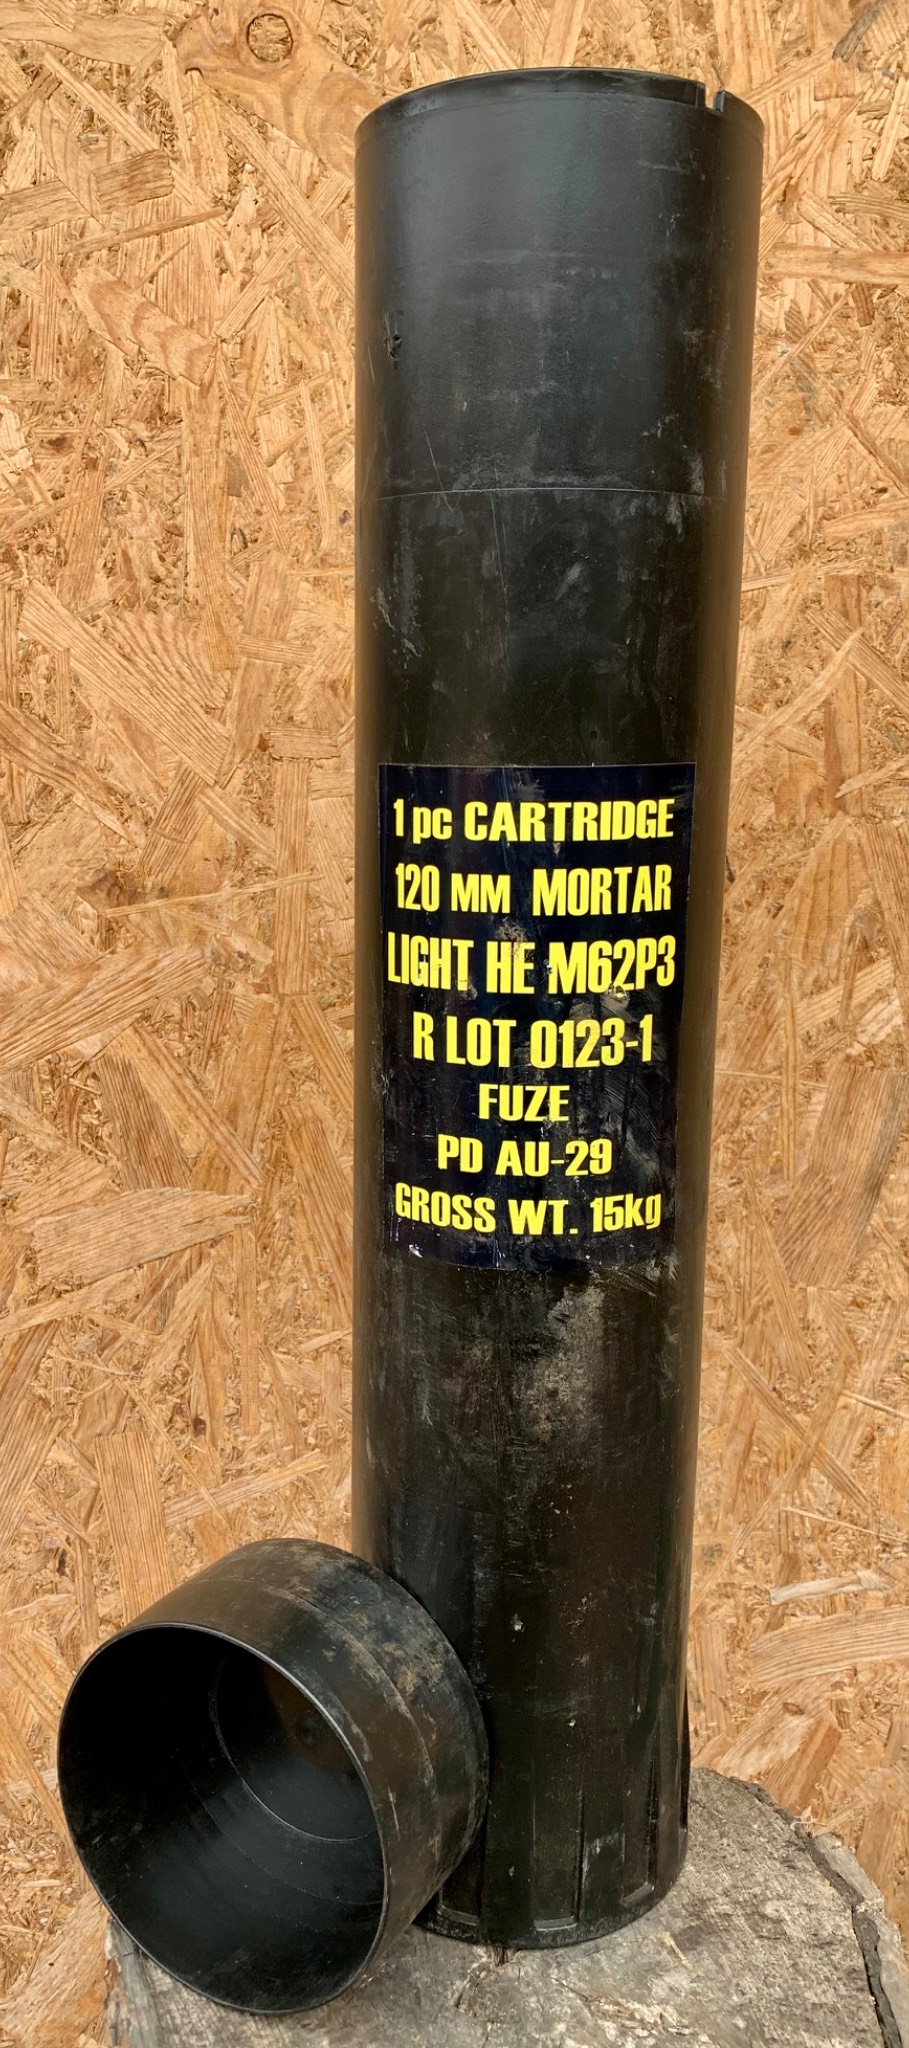 1 pc CARTRIDGE
120 MM MORTAR
LIGHT HE M62P3
R LOT 0123-1
FUZE
PD AU-29
GROSS WT. 15kg